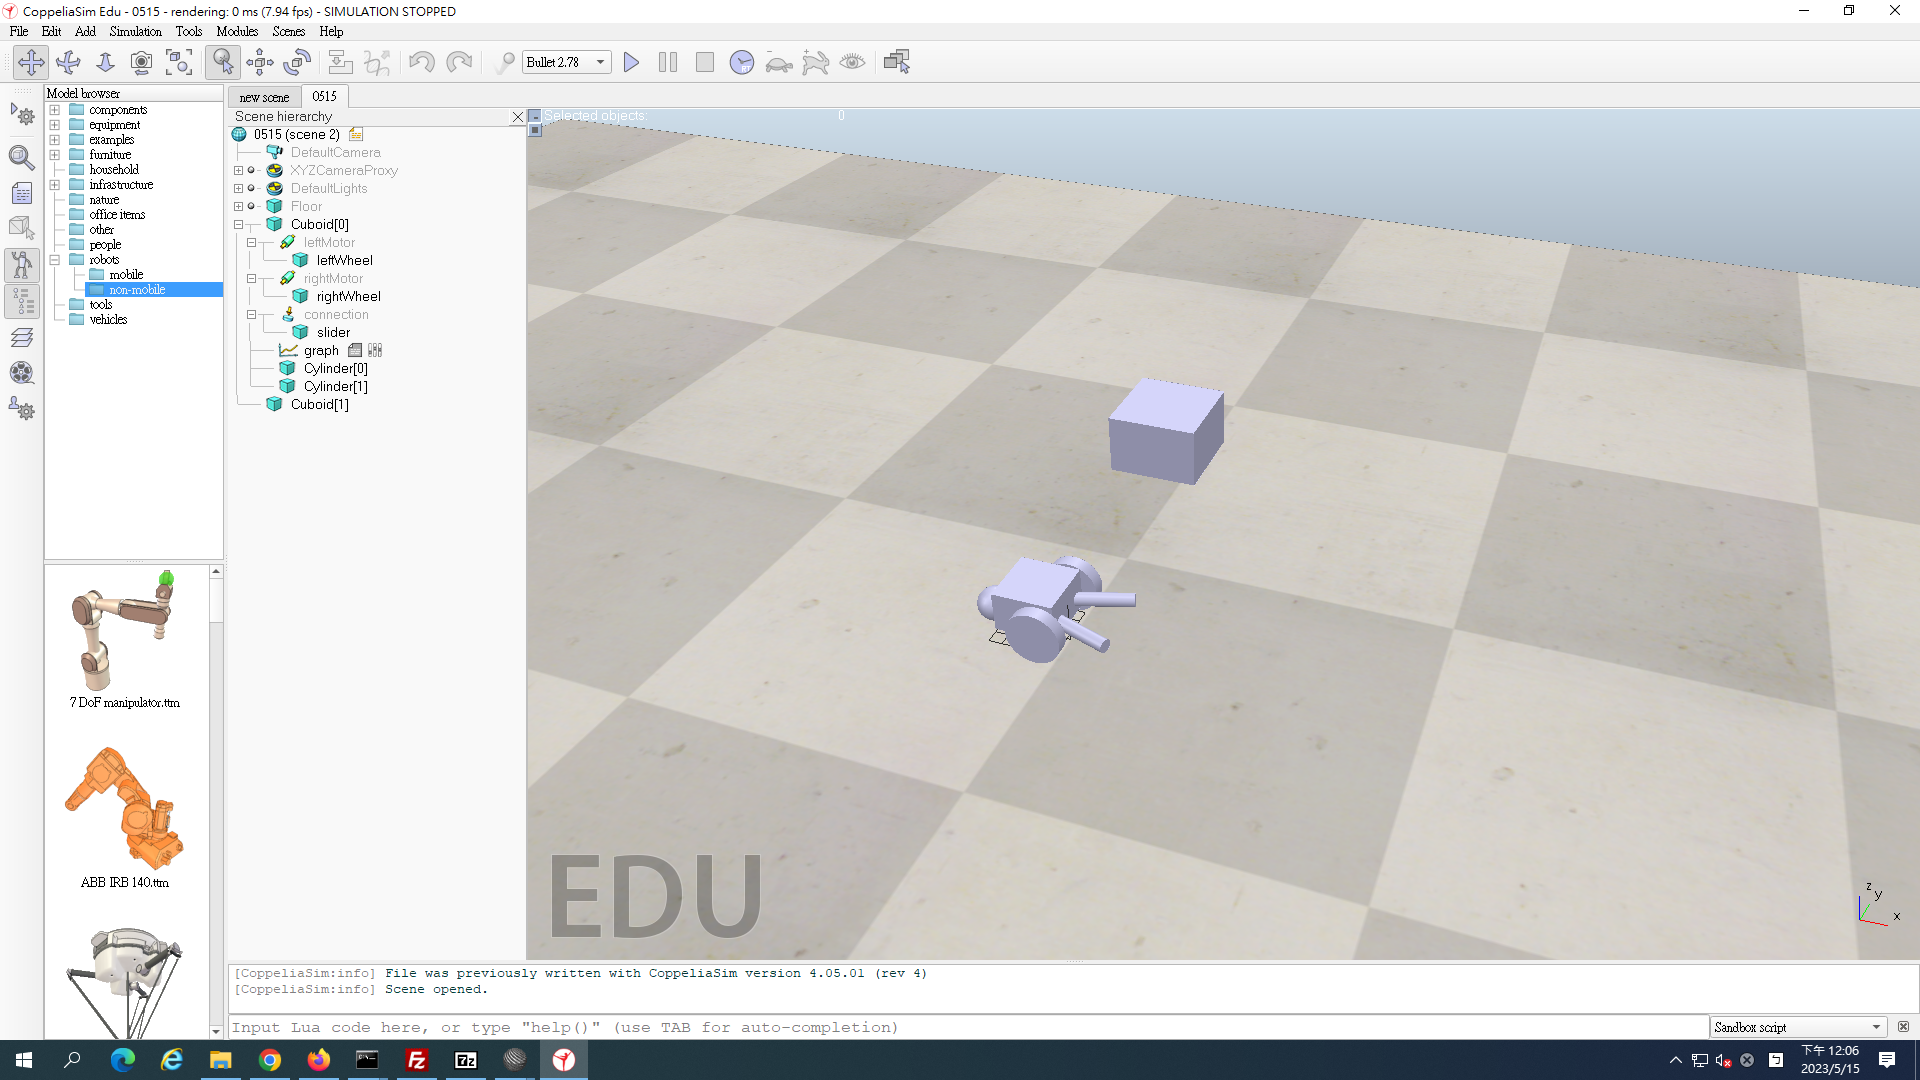 CoppeliaSim Edu - 0515 - rendering: 0 ms (7.94 fps) - SIMULATION STOPPED
File Edit Add Simulation Tools Modules Scenes Help
Bullet 2.78
Model browser
components
equipment
examples
furniture
household
infrastructure
nature
office items
other
people
robots
mobile
non-mobile
tools
vehicles
7 DoF manipulator.ttm
ABB IRB 140.ttm
new scene 0515
Scene hierarchy
0515 (scene 2)
DefaultCamera
XYZCameraProxy
DefaultLights
Floor
Cuboid[0]
leftMotor
leftWheel
rightMotor
rightWheel
connection
slider
graph
Cylinder[0]
Cylinder[1]
Cuboid[1]
Selected objects: 0
EDU
z
y
x
[CoppeliaSim:info] File was previously written with CoppeliaSim version 4.05.01 (rev 4)
[CoppeliaSim:info] Scene opened.
Input Lua code here, or type "help()" (use TAB for auto-completion)
Sandbox script
下午 12:06
2023/5/15